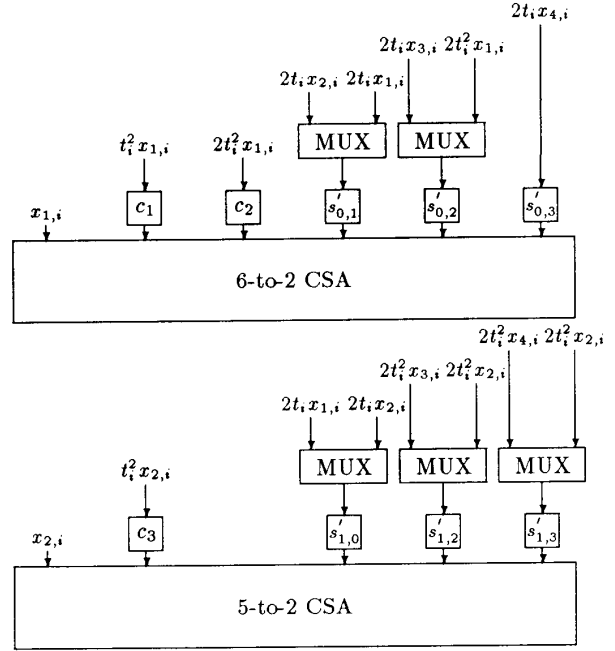 2t_i x_{4,i}
2t_i x_{3,i} 2t_i^2 x_{1,i}
2t_i x_{2,i} 2t_i x_{1,i}
MUX MUX
t_i^2 x_{1,i} 2t_i^2 x_{1,i}
c_1 c_2 s'_{0,1} s'_{0,2} s'_{0,3}
x_{1,i}
6-to-2 CSA
2t_i^2 x_{4,i} 2t_i^2 x_{2,i}
2t_i^2 x_{3,i} 2t_i^2 x_{2,i}
2t_i x_{1,i} 2t_i x_{2,i}
MUX MUX MUX
t_i^2 x_{2,i}
c_3 s'_{1,0} s'_{1,2} s'_{1,3}
x_{2,i}
5-to-2 CSA